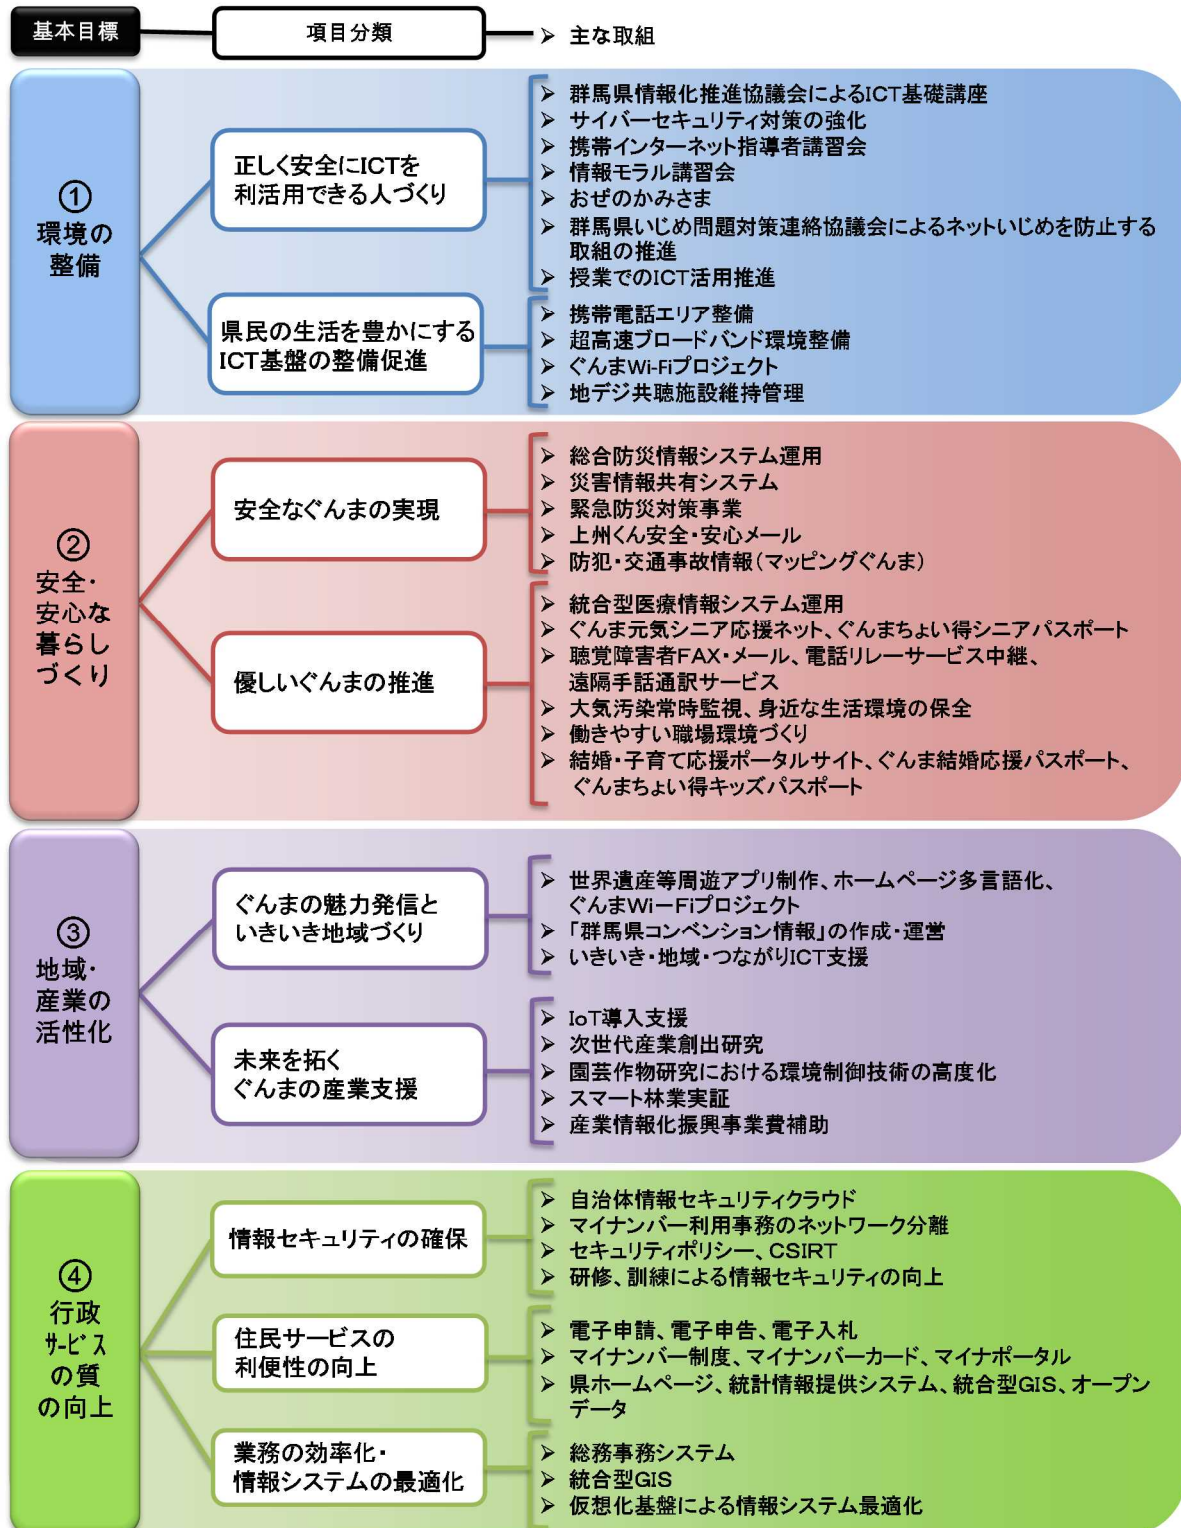 基本目標
項目分類
➢ 主な取組
①
環境の
整備
正しく安全にICTを
利活用できる人づくり
➢ 群馬県情報化推進協議会によるICT基礎講座
➢ サイバーセキュリティ対策の強化
➢ 携帯インターネット指導者講習会
➢ 情報モラル講習会
➢ おぜのかみさま
➢ 群馬県いじめ問題対策連絡協議会によるネットいじめを防止する
取組の推進
➢ 授業でのICT活用推進
県民の生活を豊かにする
ICT基盤の整備促進
➢ 携帯電話エリア整備
➢ 超高速ブロードバンド環境整備
➢ ぐんまWi-Fiプロジェクト
➢ 地デジ共聴施設維持管理
②
安全・
安心な
暮らし
づくり
安全なぐんまの実現
➢ 総合防災情報システム運用
➢ 災害情報共有システム
➢ 緊急防災対策事業
➢ 上州くん安全・安心メール
➢ 防犯・交通事故情報(マッピングぐんま)
優しいぐんまの推進
➢ 統合型医療情報システム運用
➢ ぐんま元気シニア応援ネット、ぐんまちょい得シニアパスポート
➢ 聴覚障害者FAX・メール、電話リレーサービス中継、
遠隔手話通訳サービス
➢ 大気汚染常時監視、身近な生活環境の保全
➢ 働きやすい職場環境づくり
➢ 結婚・子育て応援ポータルサイト、ぐんま結婚応援パスポート、
ぐんまちょい得キッズパスポート
③
地域・
産業の
活性化
ぐんまの魅力発信と
いきいき地域づくり
➢ 世界遺産等周遊アプリ制作、ホームページ多言語化、
ぐんまWi－Fiプロジェクト
➢ 「群馬県コンベンション情報」の作成・運営
➢ いきいき・地域・つながりICT支援
未来を拓く
ぐんまの産業支援
➢ IoT導入支援
➢ 次世代産業創出研究
➢ 園芸作物研究における環境制御技術の高度化
➢ スマート林業実証
➢ 産業情報化振興事業費補助
④
行政
ｻｰﾋﾞｽ
の質
の向上
情報セキュリティの確保
➢ 自治体情報セキュリティクラウド
➢ マイナンバー利用事務のネットワーク分離
➢ セキュリティポリシー、CSIRT
➢ 研修、訓練による情報セキュリティの向上
住民サービスの
利便性の向上
➢ 電子申請、電子申告、電子入札
➢ マイナンバー制度、マイナンバーカード、マイナポータル
➢ 県ホームページ、統計情報提供システム、統合型GIS、オープン
データ
業務の効率化・
情報システムの最適化
➢ 総務事務システム
➢ 統合型GIS
➢ 仮想化基盤による情報システム最適化